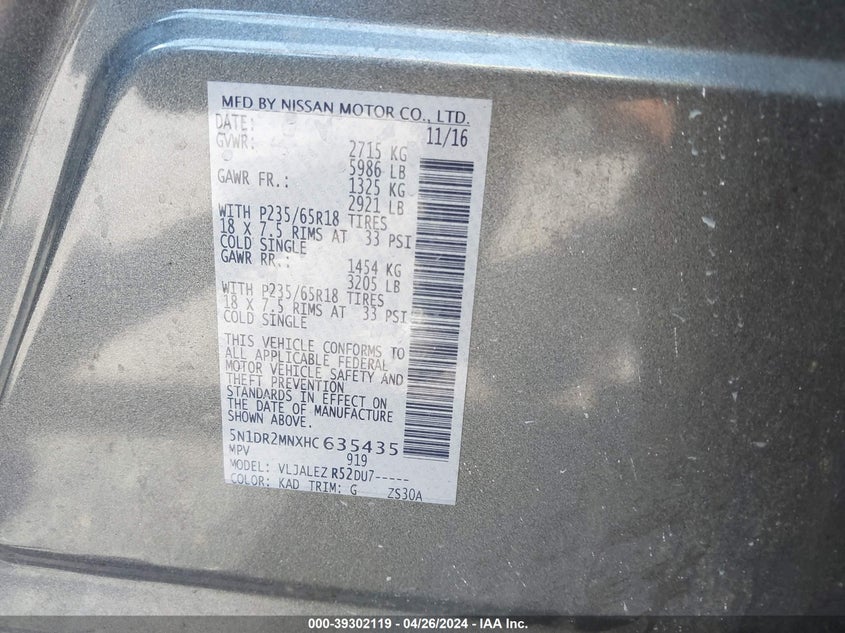 MFD BY NISSAN MOTOR CO., LTD.
DATE: 11/16
GVWR: 2715 KG
5986 LB
GAWR FR.: 1325 KG
2921 LB
WITH P235/65R18 TIRES
18 X 7.5 RIMS AT 33 PSI
COLD SINGLE
GAWR RR.: 1454 KG
3205 LB
WITH P235/65R18 TIRES
18 X 7.5 RIMS AT 33 PSI
COLD SINGLE
THIS VEHICLE CONFORMS TO
ALL APPLICABLE FEDERAL
MOTOR VEHICLE SAFETY AND
THEFT PREVENTION
STANDARDS IN EFFECT ON
THE DATE OF MANUFACTURE
SHOWN ABOVE.
5N1DR2MNXHC635435
MPV 919
MODEL: VLJALEZ R52DU7-----
COLOR: KAD TRIM: G ZS30A
000-39302119 - 04/26/2024 - IAA Inc.